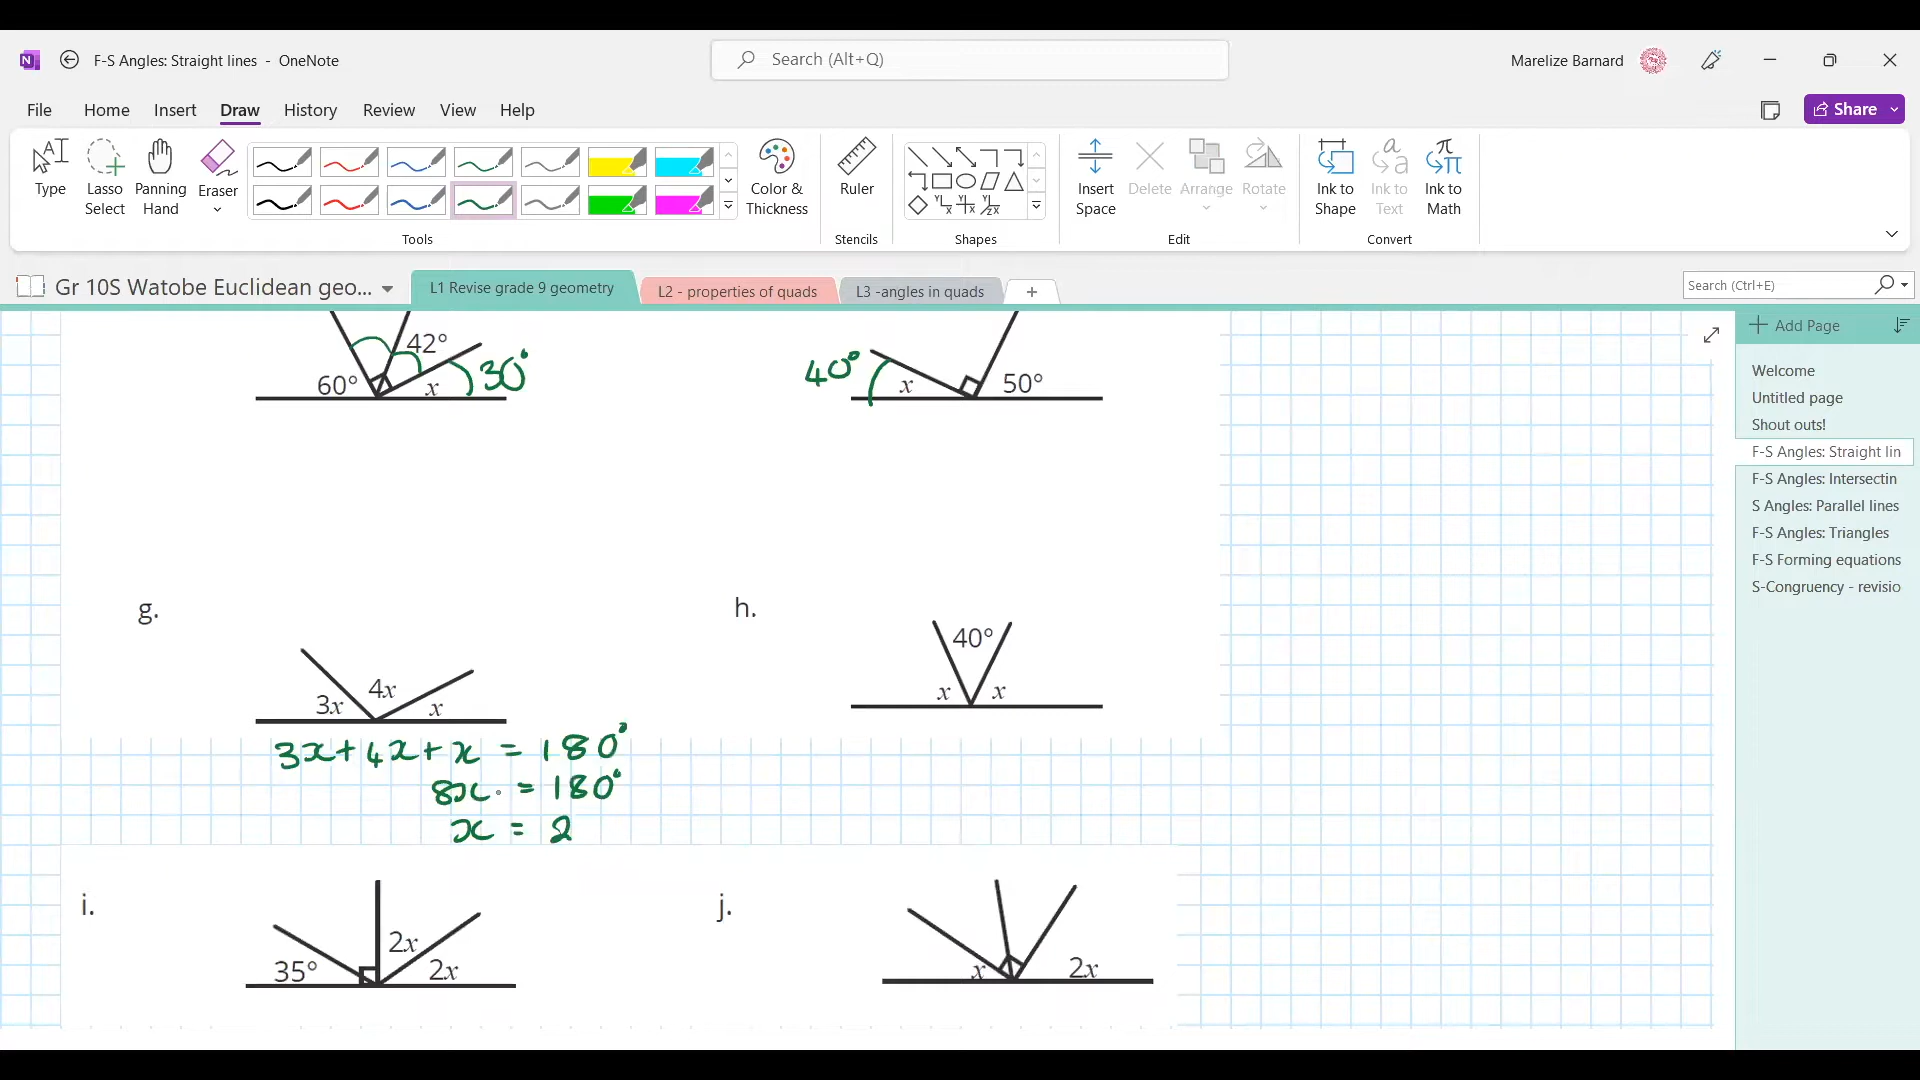 F-S Angles: Straight lines - OneNote
Search (Alt+Q)
Marelize Barnard
File Home Insert Draw History Review View Help
Share
Type
Lasso Select
Panning Hand
Eraser
Color & Thickness
Ruler
Insert Space
Delete
Arrange
Rotate
Ink to Shape
Ink to Text
Ink to Math
Tools
Stencils
Shapes
Edit
Convert
Gr 10S Watobe Euclidean geo...
L1 Revise grade 9 geometry
L2 - properties of quads
L3 -angles in quads
Search (Ctrl+E)
Add Page
Welcome
Untitled page
Shout outs!
F-S Angles: Straight lin
F-S Angles: Intersectin
S Angles: Parallel lines
F-S Angles: Triangles
F-S Forming equations
S-Congruency - revisio
42°
60°
x
30°
40°
x
50°
g.
3x
4x
x
3x+4x+x = 180°
8x = 180°
x = 2
h.
40°
x
x
i.
35°
2x
2x
j.
x
2x